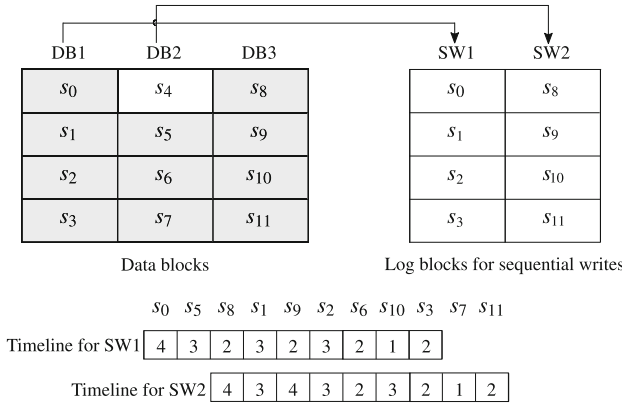 DB1 DB2 DB3 SW1 SW2
s0 s4 s8 s0 s8
s1 s5 s9 s1 s9
s2 s6 s10 s2 s10
s3 s7 s11 s3 s11
Data blocks Log blocks for sequential writes
s0 s5 s8 s1 s9 s2 s6 s10 s3 s7 s11
Timeline for SW1 4 3 2 3 2 3 2 1 2
Timeline for SW2 4 3 4 3 2 3 2 1 2